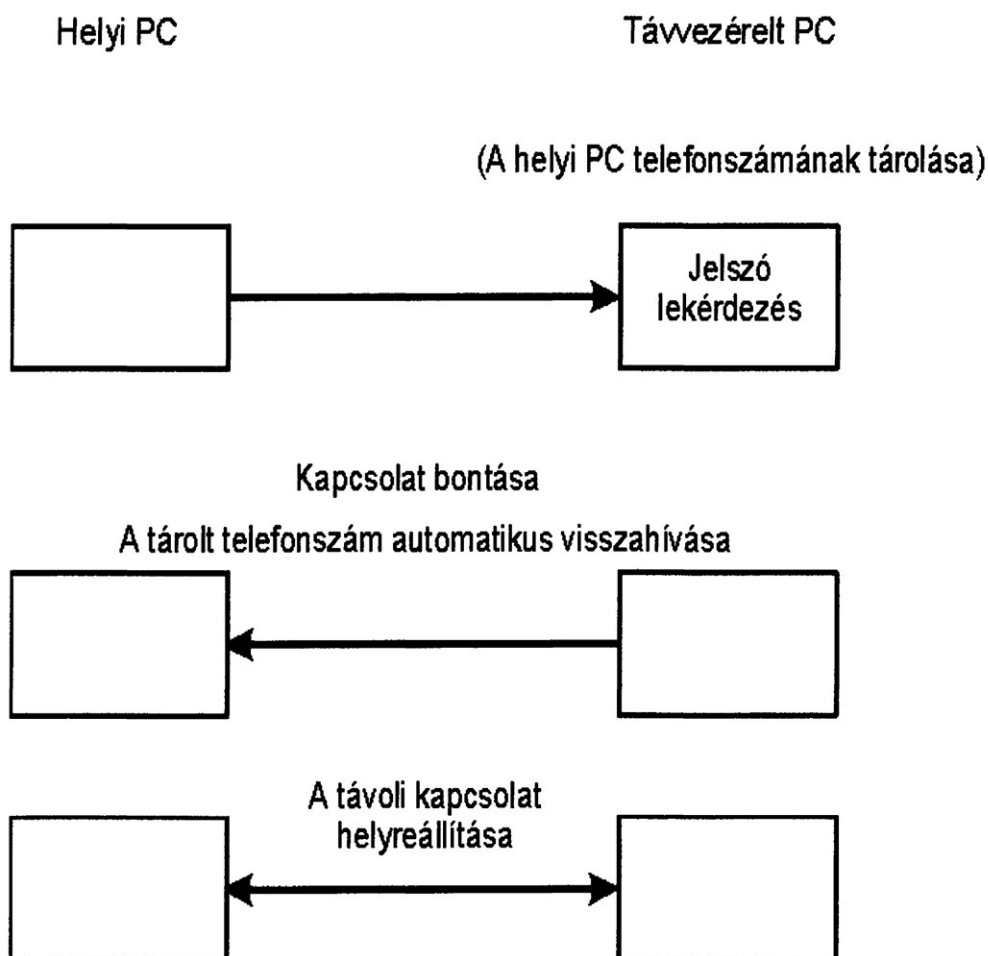 Helyi PC
Távvezérelt PC
(A helyi PC telefonszámának tárolása)
Jelszó
lekérdezés
Kapcsolat bontása
A tárolt telefonszám automatikus visszahívása
A távoli kapcsolat
helyreállítása